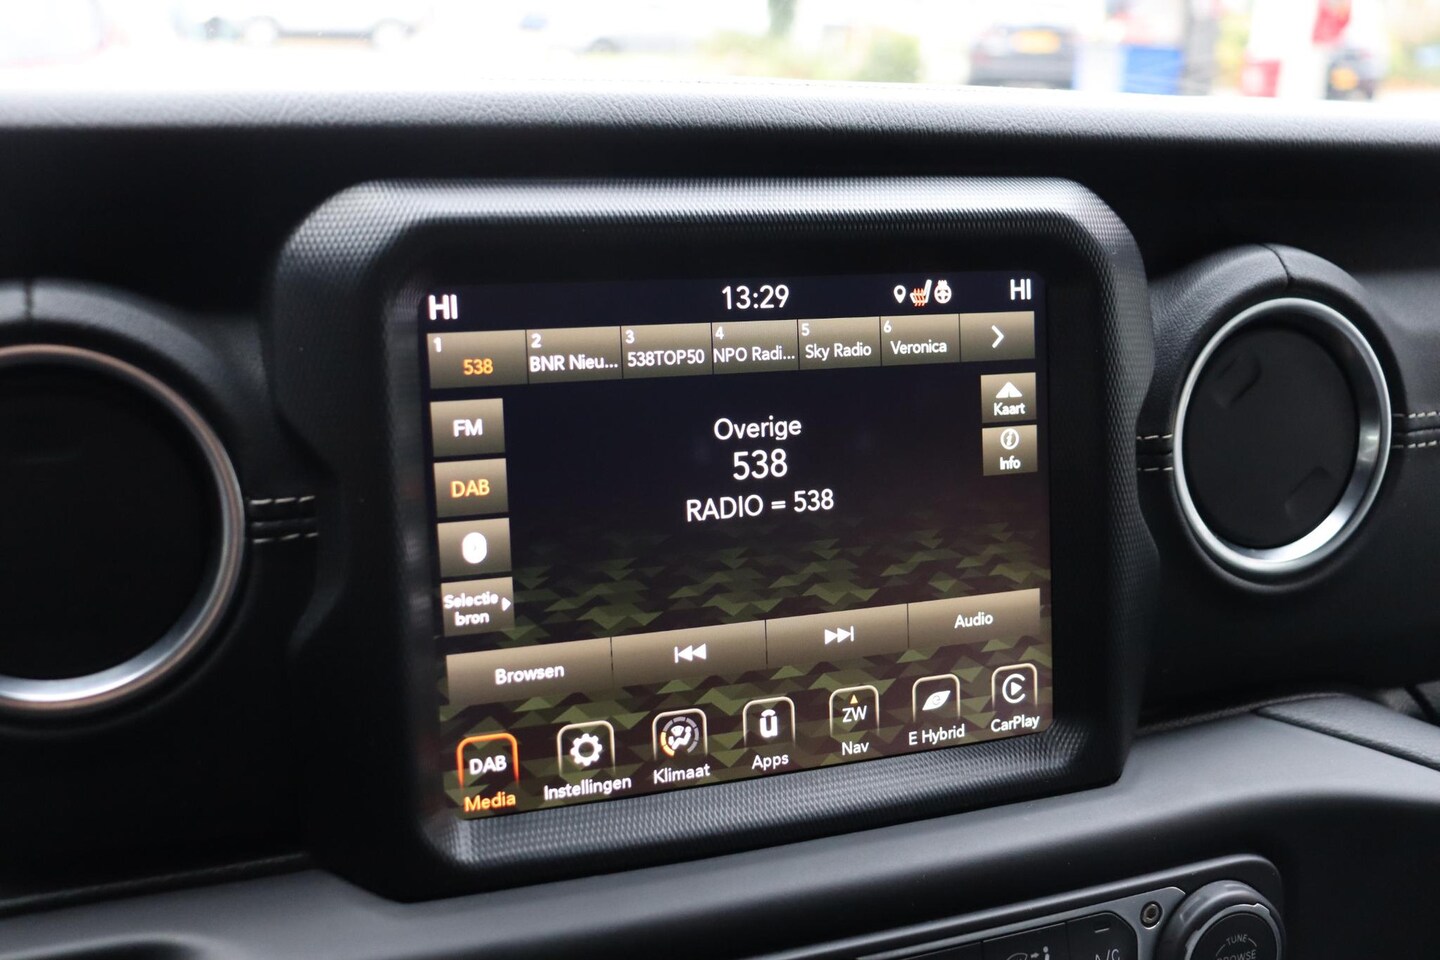 HI 13:29 HI
1 538
2 BNR Nieu...
3 538TOP50
4 NPO Radi...
5 Sky Radio
6 Veronica
FM
DAB
Selectie
bron
Overige
538
RADIO = 538
Kaart
Info
Browsen
Audio
DAB
Media
Instellingen
Klimaat
Apps
ZW
Nav
E Hybrid
CarPlay
A/C
TUNE
BROWSE